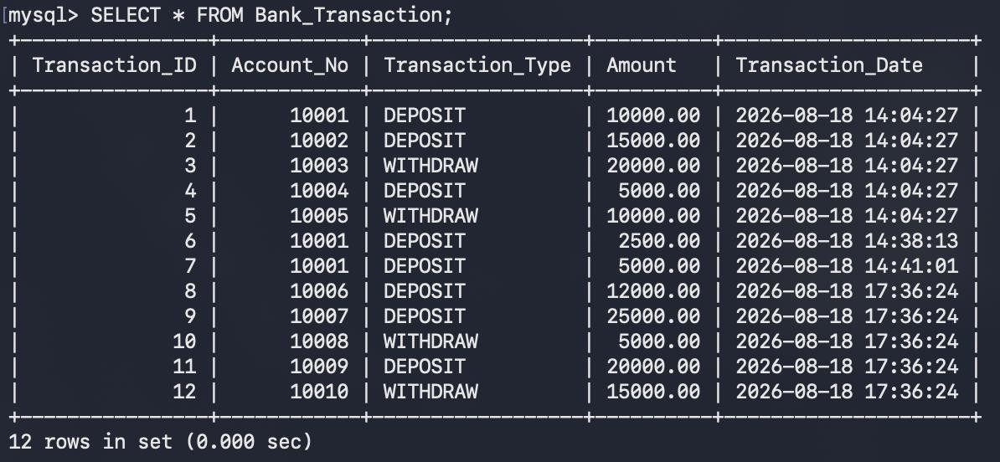 [mysql> SELECT * FROM Bank_Transaction;
+----------------+------------+------------------+----------+---------------------+
| Transaction_ID | Account_No | Transaction_Type | Amount   | Transaction_Date    |
+----------------+------------+------------------+----------+---------------------+
|              1 |      10001 | DEPOSIT          | 10000.00 | 2026-08-18 14:04:27 |
|              2 |      10002 | DEPOSIT          | 15000.00 | 2026-08-18 14:04:27 |
|              3 |      10003 | WITHDRAW         | 20000.00 | 2026-08-18 14:04:27 |
|              4 |      10004 | DEPOSIT          |  5000.00 | 2026-08-18 14:04:27 |
|              5 |      10005 | WITHDRAW         | 10000.00 | 2026-08-18 14:04:27 |
|              6 |      10001 | DEPOSIT          |  2500.00 | 2026-08-18 14:38:13 |
|              7 |      10001 | DEPOSIT          |  5000.00 | 2026-08-18 14:41:01 |
|              8 |      10006 | DEPOSIT          | 12000.00 | 2026-08-18 17:36:24 |
|              9 |      10007 | DEPOSIT          | 25000.00 | 2026-08-18 17:36:24 |
|             10 |      10008 | WITHDRAW         |  5000.00 | 2026-08-18 17:36:24 |
|             11 |      10009 | DEPOSIT          | 20000.00 | 2026-08-18 17:36:24 |
|             12 |      10010 | WITHDRAW         | 15000.00 | 2026-08-18 17:36:24 |
+----------------+------------+------------------+----------+---------------------+
12 rows in set (0.000 sec)